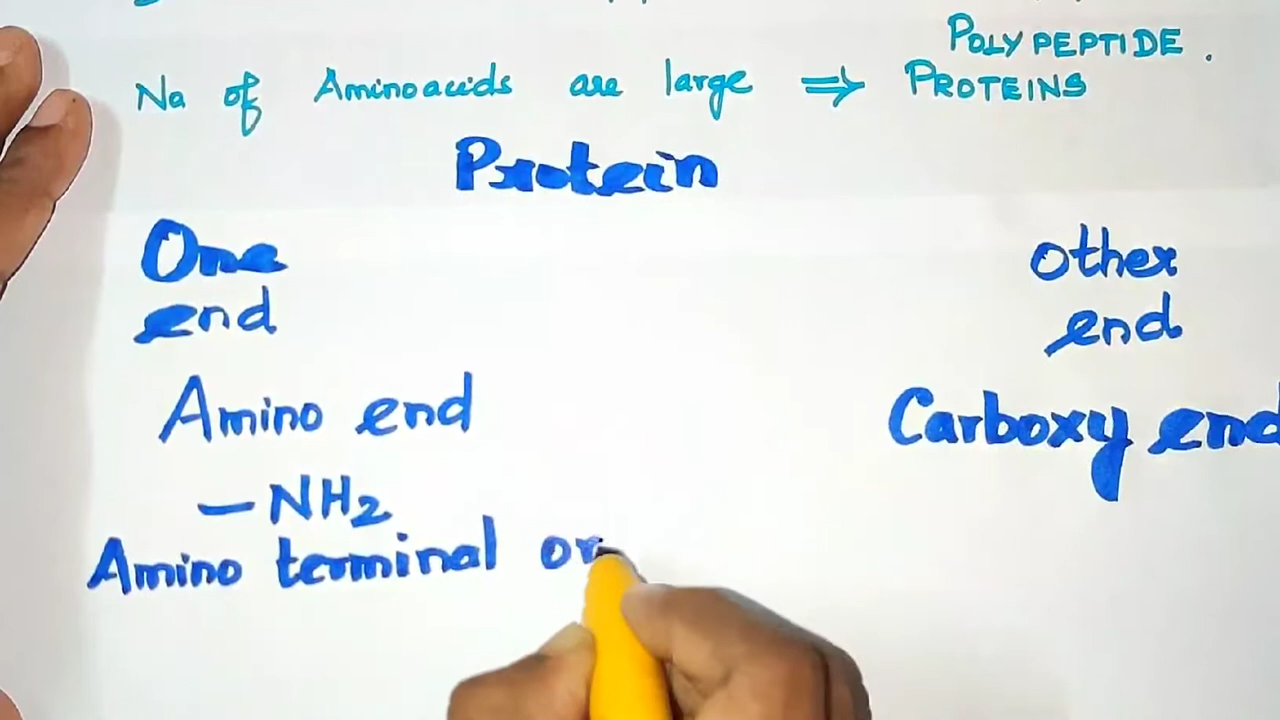 POLYPEPTIDE.
Na of Aminoacids are large ⇒ PROTEINS
Protein
One
end
Other
end
Amino end
Carboxy end
– NH2
Amino terminal or